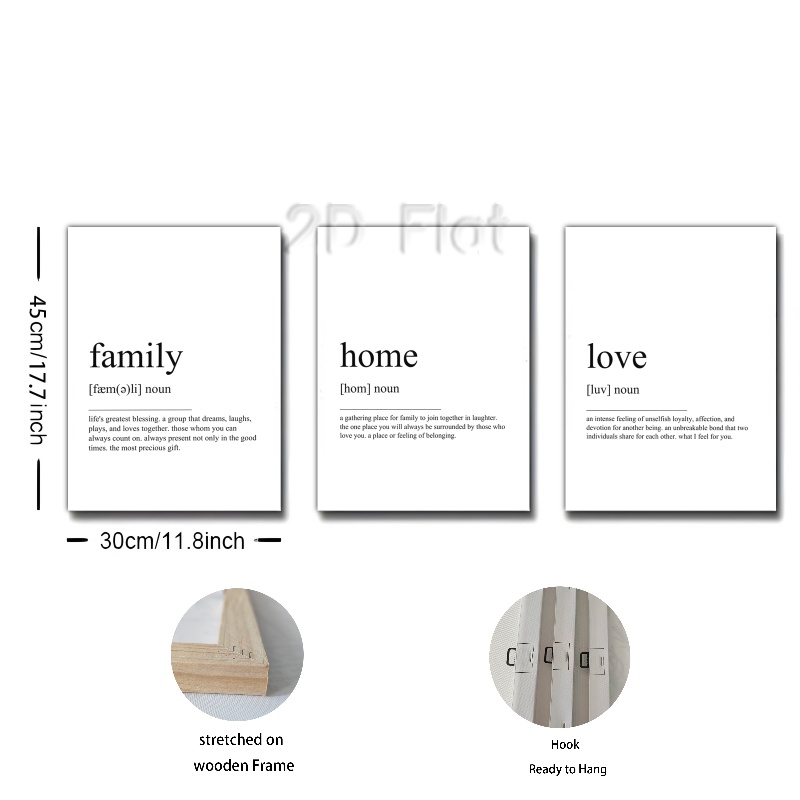 2D Flat
45cm/17.7inch
family
[fæm(ə)li] noun
life's greatest blessing. a group that dreams, laughs,
plays, and loves together. those whom you can
always count on. always present not only in the good
times. the most precious gift.
home
[hom] noun
a gathering place for family to join together in laughter.
the one place you will always be surrounded by those who
love you. a place or feeling of belonging.
love
[luv] noun
an intense feeling of unselfish loyalty, affection, and
devotion for another being. an unbreakable bond that two
individuals share for each other. what I feel for you.
30cm/11.8inch
stretched on
wooden Frame
Hook
Ready to Hang